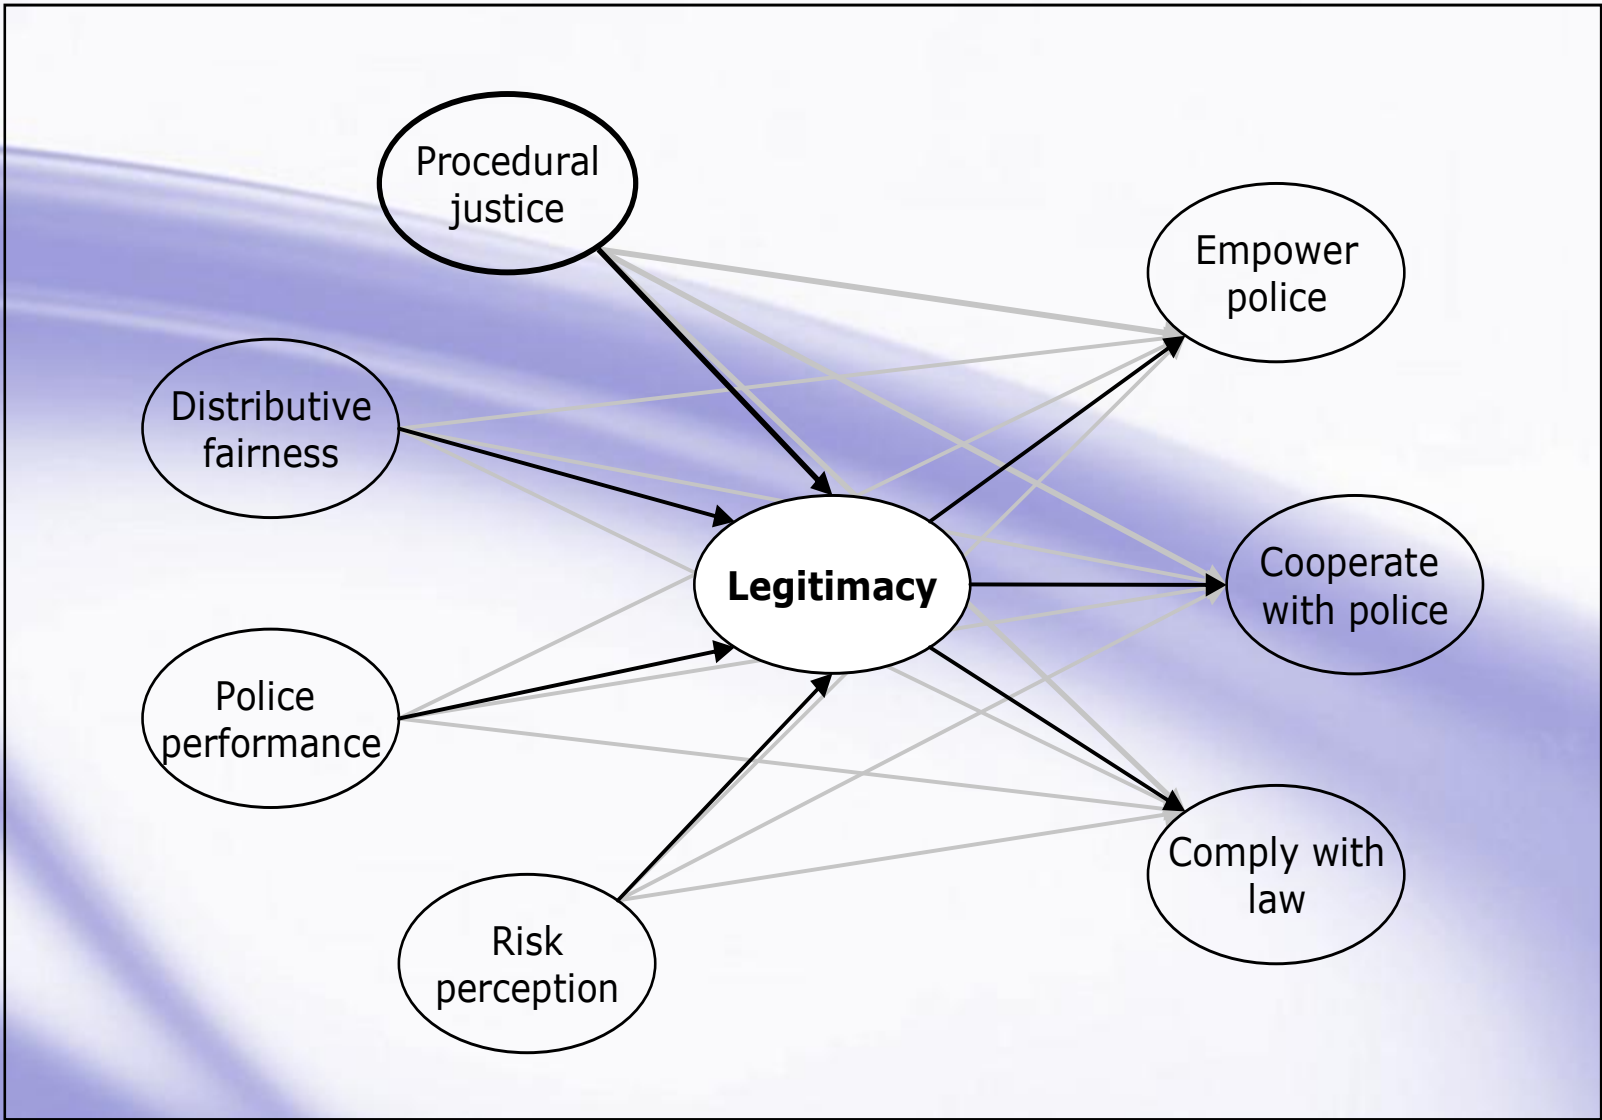 Procedural
justice
Distributive
fairness
Police
performance
Risk
perception
Legitimacy
Empower
police
Cooperate
with police
Comply with
law